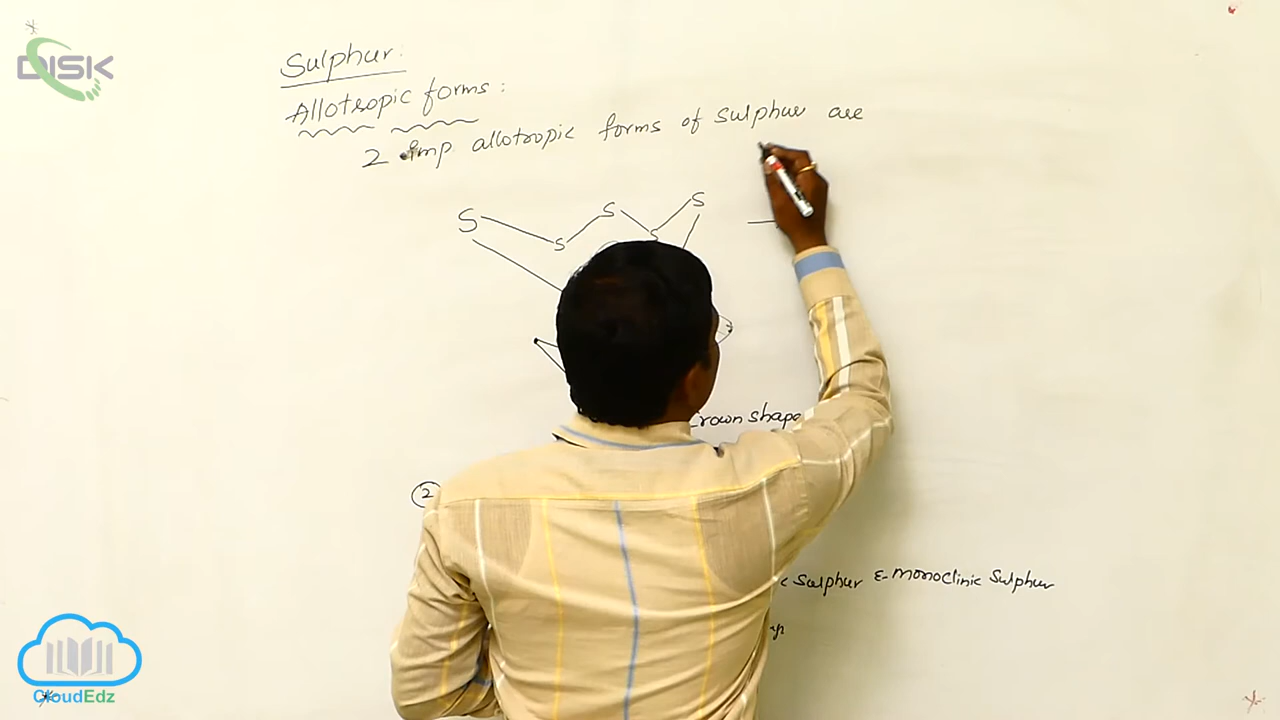 DISK
Sulphur:
Allotropic forms:
2 Imp allotropic forms of sulphur are
S S S
S S
Crown shape
2
Sulphur & monoclinic Sulphur
CloudEdz